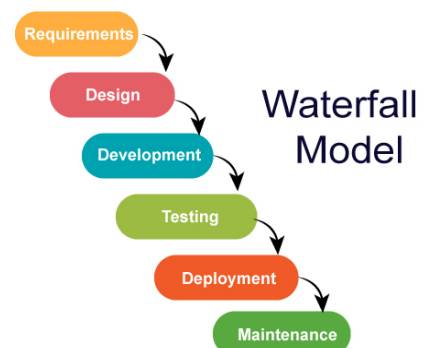 Requirements
Design
Waterfall
Model
Development
Testing
Deployment
Maintenance